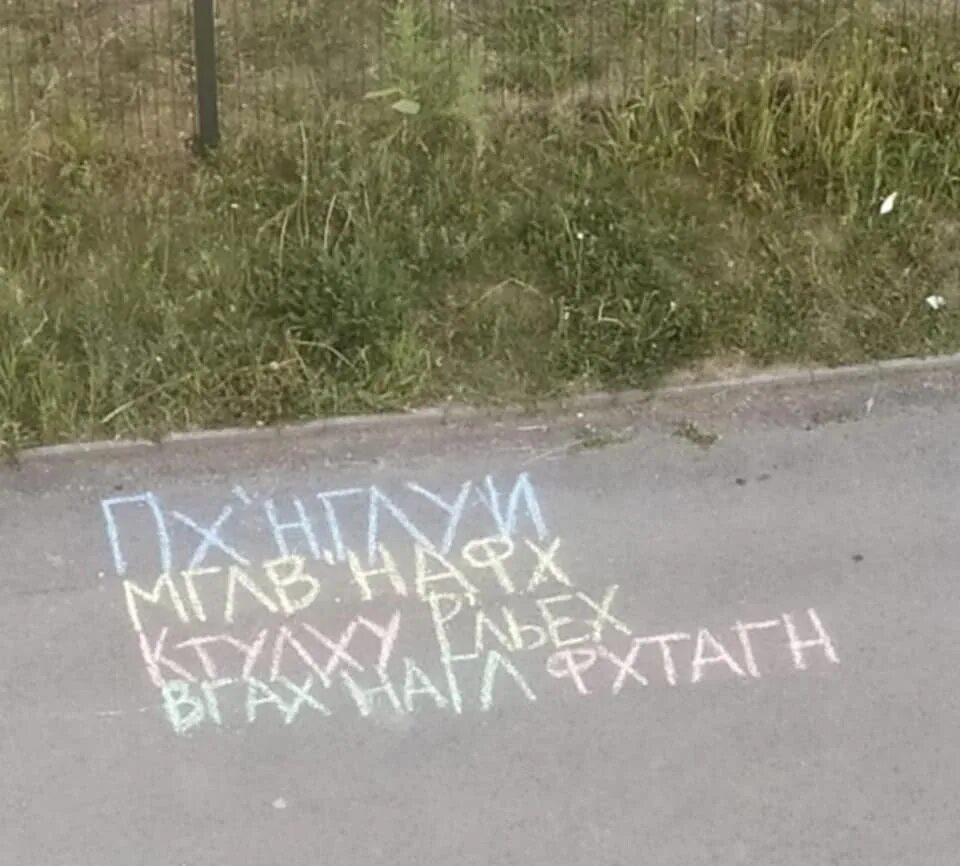 ПХ'НГЛУИ
МГЛВ'НАФХ
КТУЛХУ Р'ЛЬЕХ
ВГАХ'НАГЛ ФХТАГН